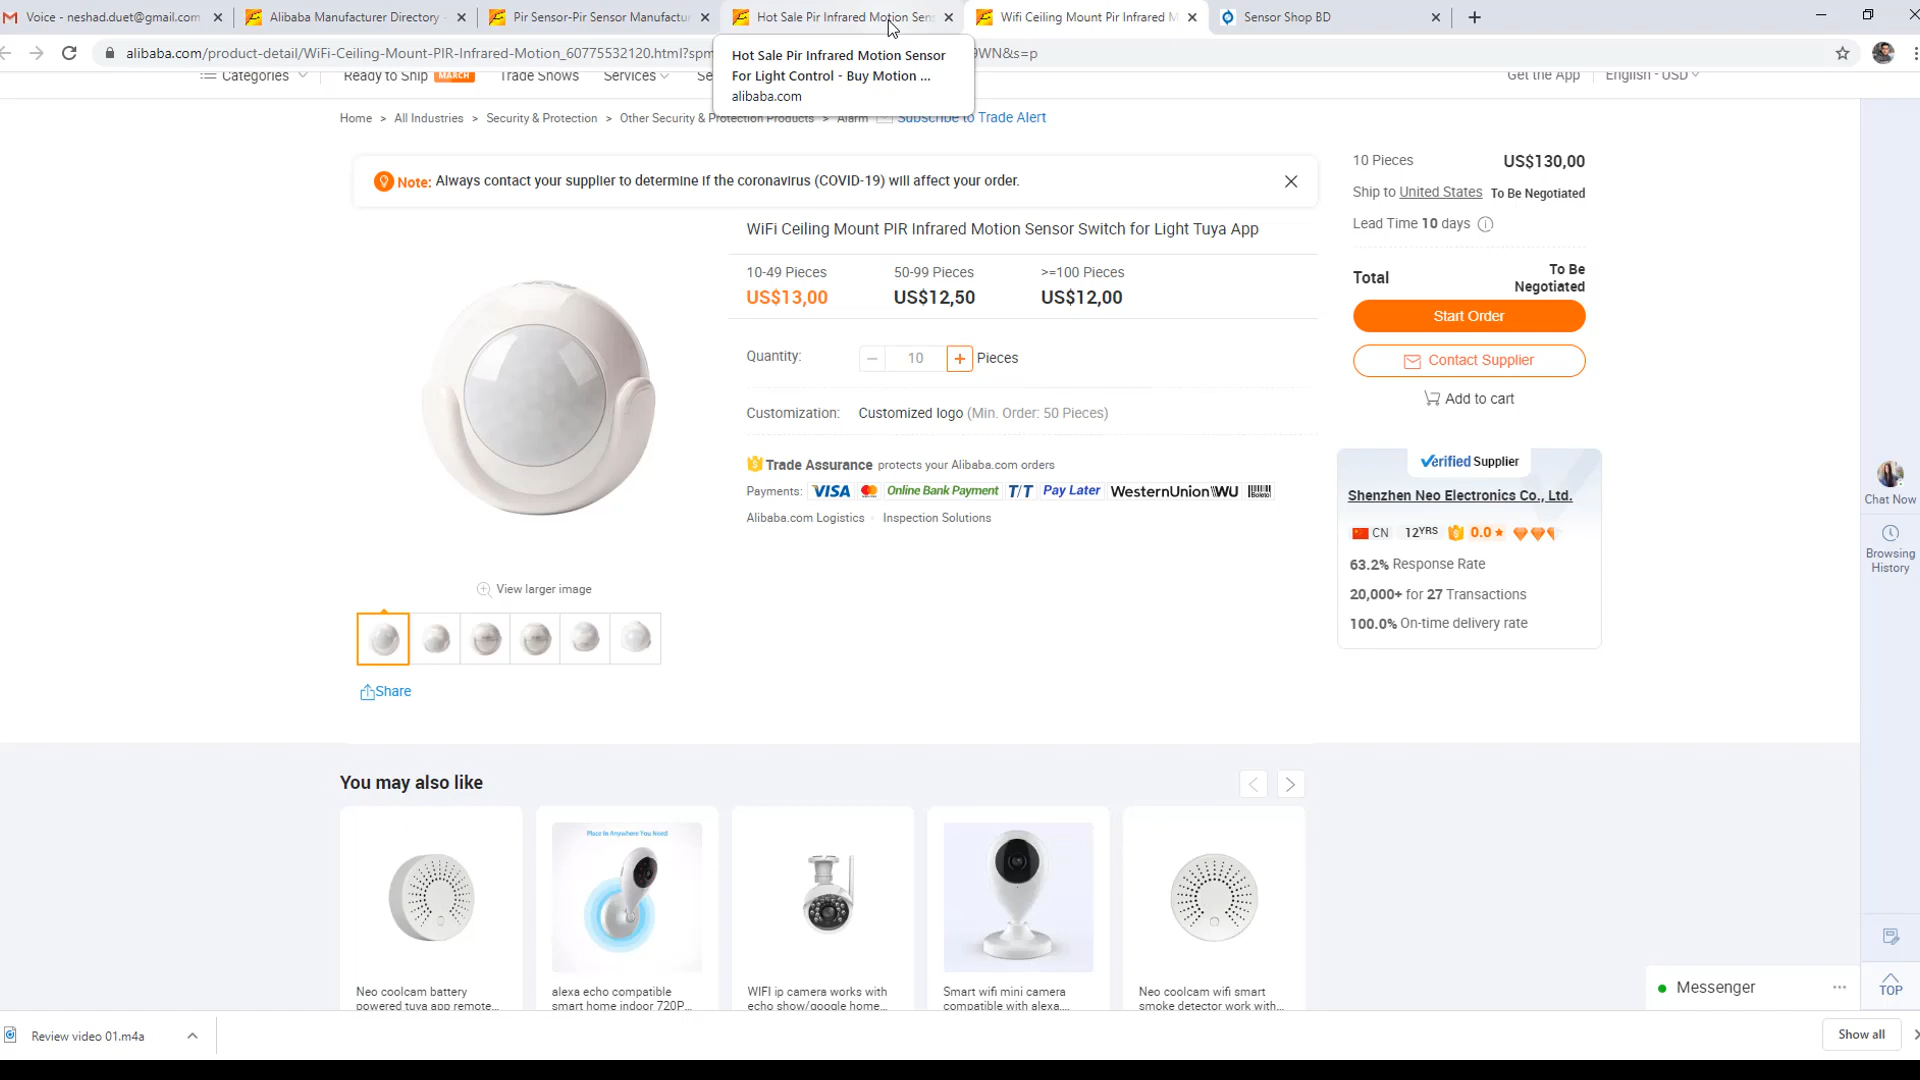 Voice - neshad.duet@gmail.com
Alibaba Manufacturer Directory
Pir Sensor-Pir Sensor Manufactu
Hot Sale Pir Infrared Motion Sen
Wifi Ceiling Mount Pir Infrared M
Sensor Shop BD
alibaba.com/product-detail/WiFi-Ceiling-Mount-PIR-Infrared-Motion_60775532120.html?spm
9WN&s=p
Hot Sale Pir Infrared Motion Sensor
For Light Control - Buy Motion ...
alibaba.com
Categories
Ready to Ship MARCH
Trade Shows
Services
Se
Get the App
English - USD
Home > All Industries > Security & Protection > Other Security & Protection Products > Alarm
Subscribe to Trade Alert
Note: Always contact your supplier to determine if the coronavirus (COVID-19) will affect your order.
WiFi Ceiling Mount PIR Infrared Motion Sensor Switch for Light Tuya App
10-49 Pieces 50-99 Pieces >=100 Pieces
US$13,00 US$12,50 US$12,00
Quantity: − 10 + Pieces
Customization: Customized logo (Min. Order: 50 Pieces)
Trade Assurance protects your Alibaba.com orders
Payments: VISA Online Bank Payment T/T Pay Later WesternUnion WU Boleto
Alibaba.com Logistics · Inspection Solutions
View larger image
Share
10 Pieces US$130,00
Ship to United States To Be Negotiated
Lead Time 10 days
Total To Be
Negotiated
Start Order
Contact Supplier
Add to cart
Verified Supplier
Shenzhen Neo Electronics Co., Ltd.
CN 12YRS 0.0
63.2% Response Rate
20,000+ for 27 Transactions
100.0% On-time delivery rate
Chat Now
Browsing
History
TOP
You may also like
Place In Anywhere You Need!
Neo coolcam battery
powered tuya app remote...
alexa echo compatible
smart home indoor 720P...
WIFI ip camera works with
echo show/google home...
Smart wifi mini camera
compatible with alexa....
Neo coolcam wifi smart
smoke detector work with...
Messenger ...
Review video 01.m4a
Show all